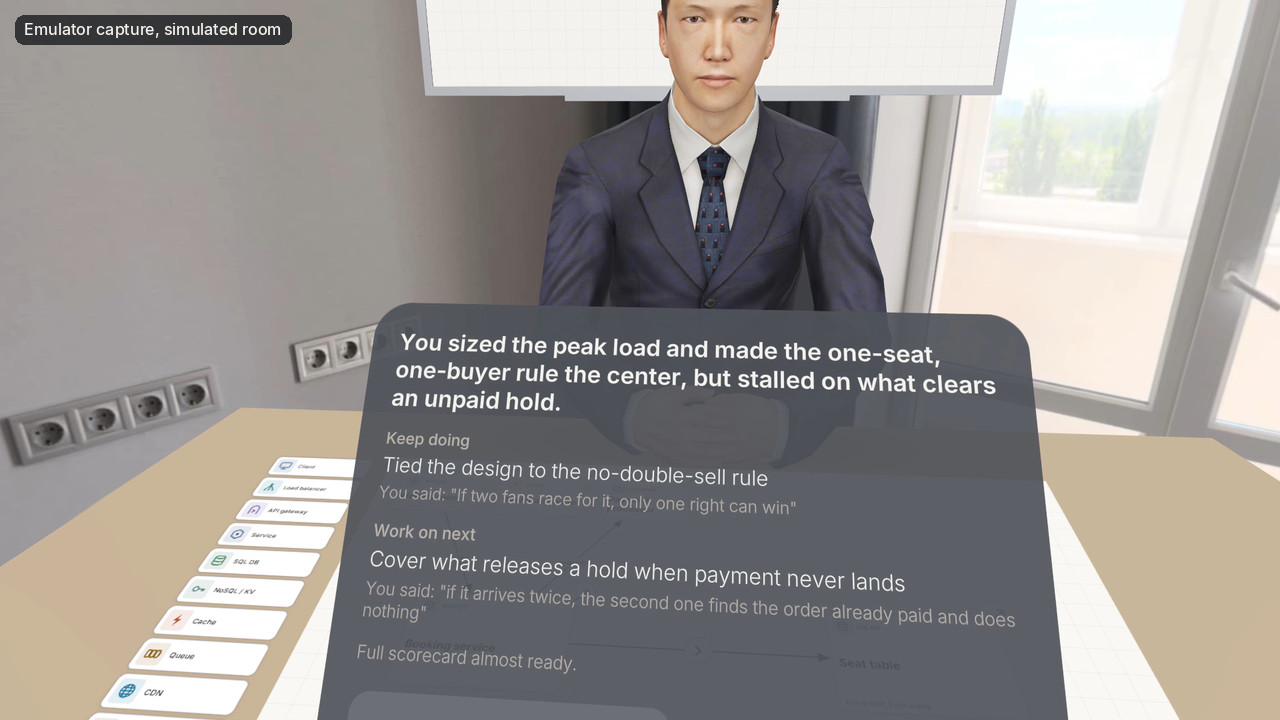 Emulator capture, simulated room
You sized the peak load and made the one-seat,
one-buyer rule the center, but stalled on what clears
an unpaid hold.
Keep doing
Tied the design to the no-double-sell rule
You said: "If two fans race for it, only one right can win"
Work on next
Cover what releases a hold when payment never lands
You said: "if it arrives twice, the second one finds the order already paid and does
nothing"
Full scorecard almost ready.
Client
Load balancer
API gateway
Service
SQL DB
NoSQL / KV
Cache
Queue
CDN
Booking service
Seat table